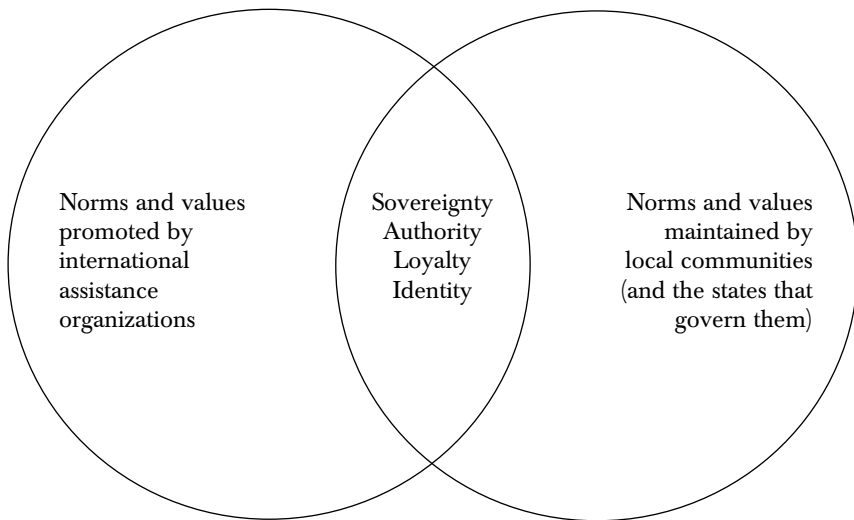 Norms and values
promoted by
international
assistance
organizations
Sovereignty
Authority
Loyalty
Identity
Norms and values
maintained by
local communities
(and the states that
govern them)